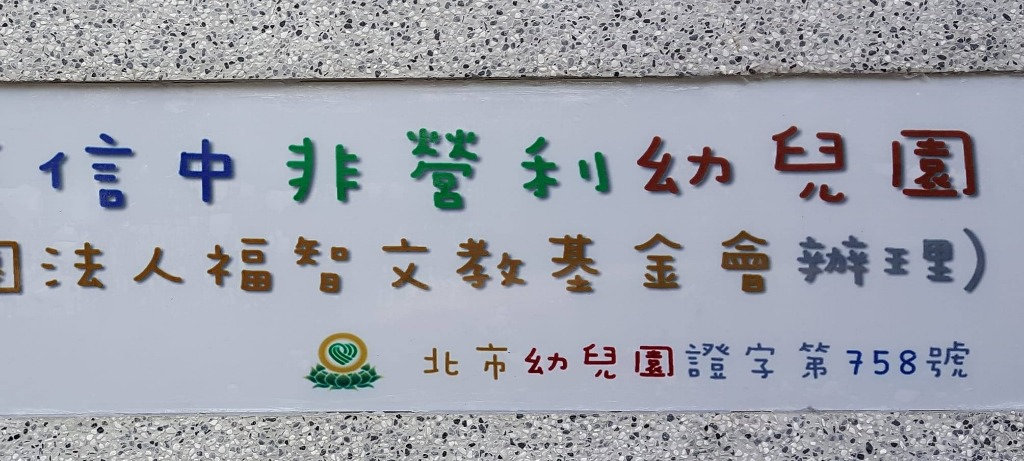 信中非營利幼兒園
法人福智文教基金會辦理)
北市幼兒園證字第758號